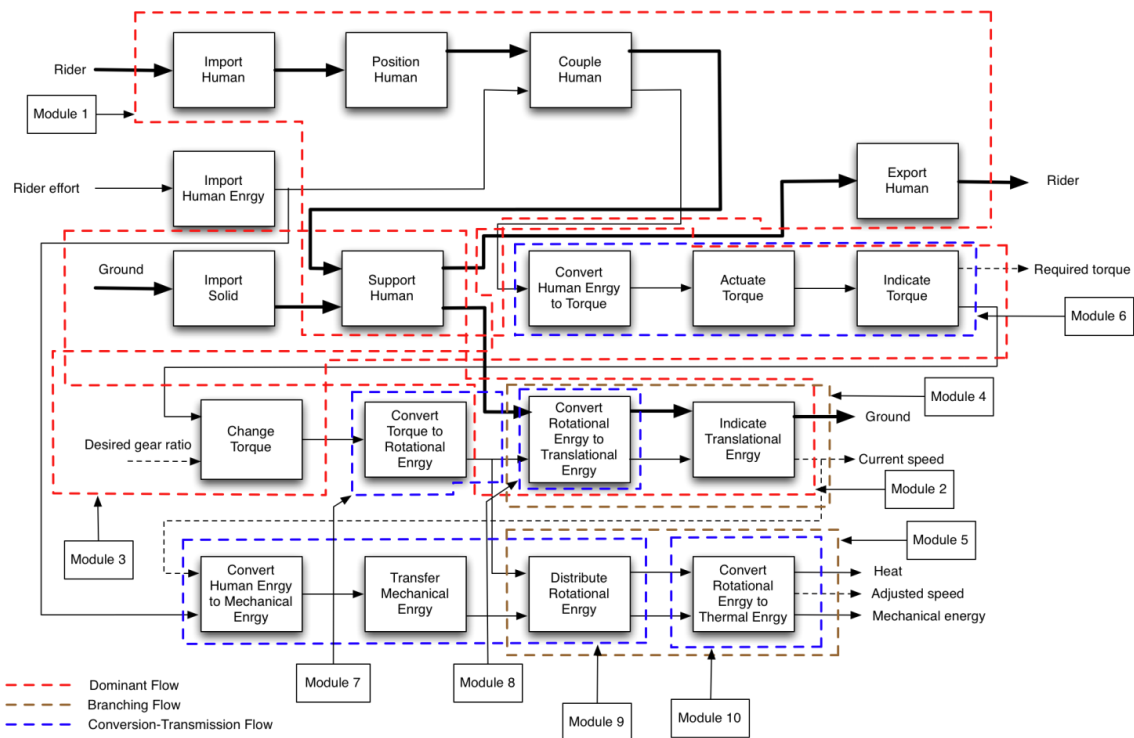 Rider
Import
Human
Position
Human
Couple
Human
Module 1
Rider effort
Import
Human Enrgy
Export
Human
Rider
Ground
Import
Solid
Support
Human
Convert
Human Enrgy
to Torque
Actuate
Torque
Indicate
Torque
Required torque
Module 6
Desired gear ratio
Change
Torque
Convert
Torque to
Rotational
Enrgy
Convert
Rotational
Enrgy to
Translational
Enrgy
Indicate
Translational
Enrgy
Module 4
Ground
Current speed
Module 2
Module 3
Convert
Human Enrgy
to Mechanical
Enrgy
Transfer
Mechanical
Enrgy
Distribute
Rotational
Enrgy
Convert
Rotational
Enrgy to
Thermal Enrgy
Module 5
Heat
Adjusted speed
Mechanical energy
Module 7
Module 8
Module 9
Module 10
Dominant Flow
Branching Flow
Conversion-Transmission Flow